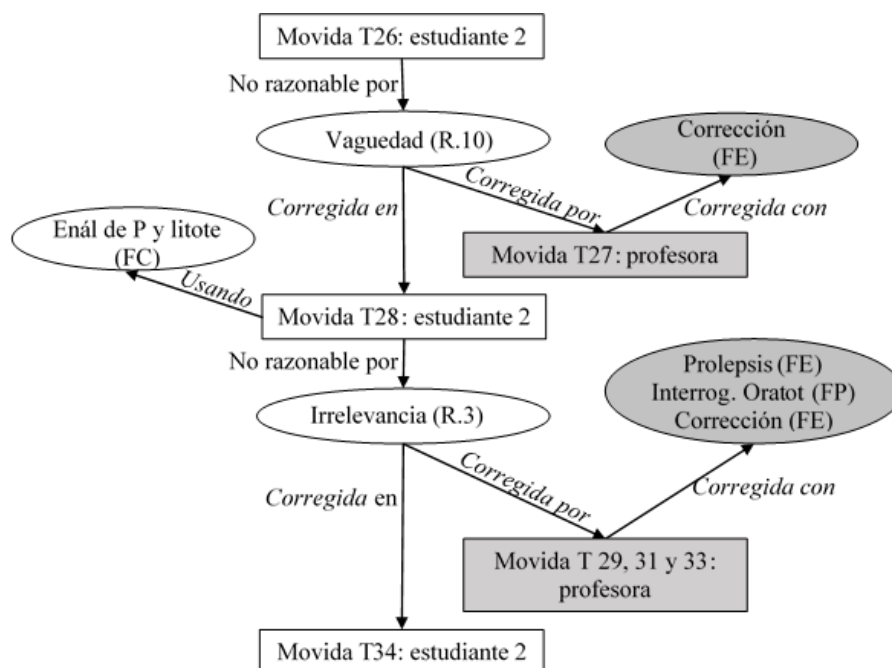 Movida T26: estudiante 2
No razonable por
Vaguedad (R.10)
Corrección
(FE)
Corregida en
Corregida por
Corregida con
Enál de P y litote
(FC)
Movida T27: profesora
Usando
Movida T28: estudiante 2
No razonable por
Prolepsis (FE)
Interrog. Oratot (FP)
Corrección (FE)
Irrelevancia (R.3)
Corregida en
Corregida por
Corregida con
Movida T 29, 31 y 33:
profesora
Movida T34: estudiante 2